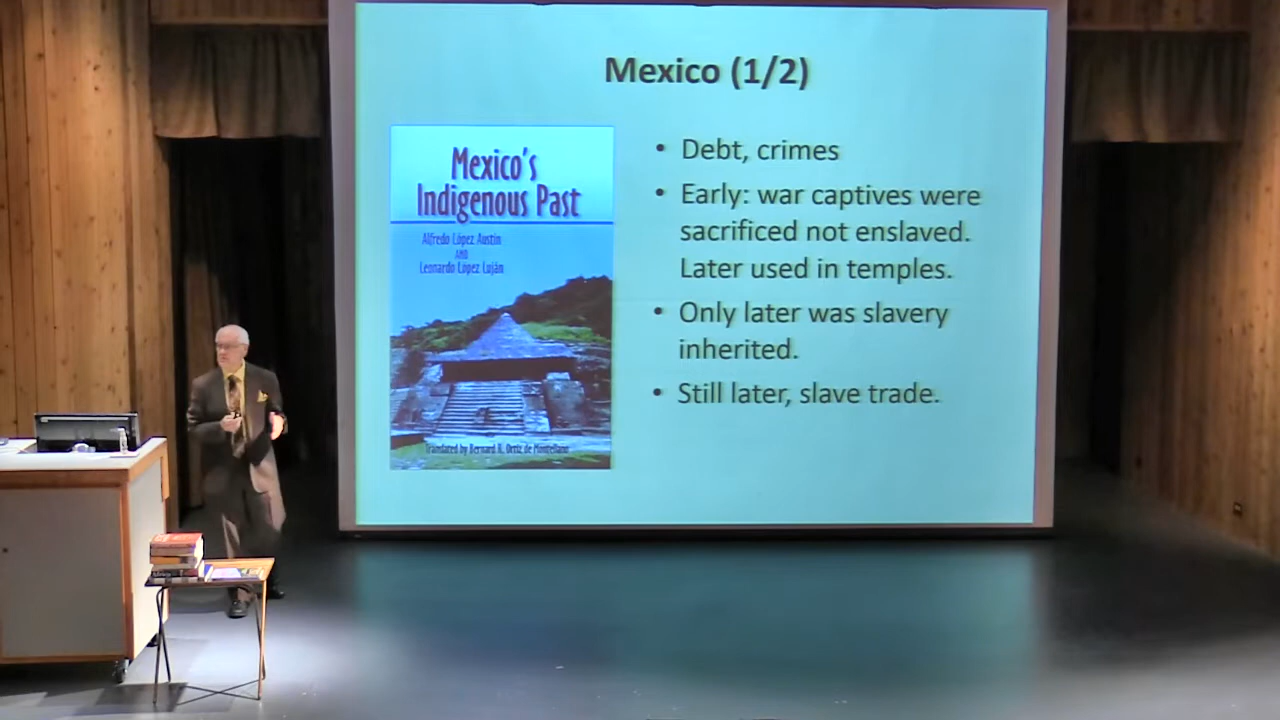 Mexico (1/2)
Mexico's
Indigenous Past
Alfredo López Austin
AND
Leonardo López Luján
Translated by Bernard R. Ortiz de Montellano
• Debt, crimes
• Early: war captives were
sacrificed not enslaved.
Later used in temples.
• Only later was slavery
inherited.
• Still later, slave trade.